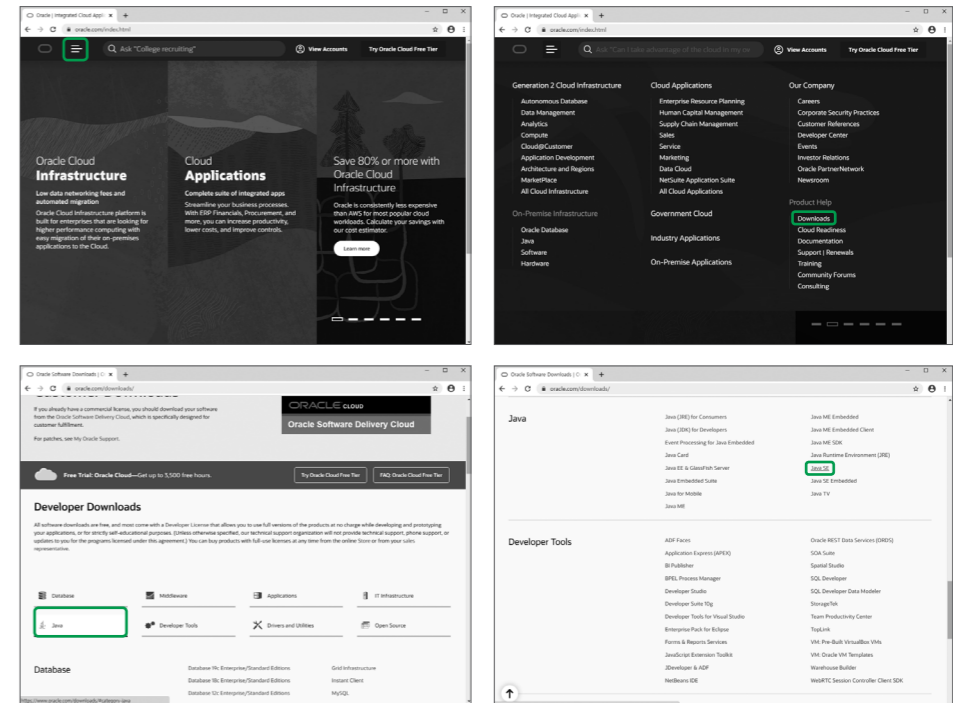 Oracle | Integrated Cloud Appli
oracle.com/index.html
Ask "College recruiting"
View Accounts
Try Oracle Cloud Free Tier
Oracle Cloud
Infrastructure
Low data networking fees and
automated migration
Oracle Cloud Infrastructure platform is
built for enterprises that are looking for
higher performance computing with
easy migration of their on-premises
applications to the Cloud.
Cloud
Applications
Complete suite of integrated apps
Streamline your business processes.
With ERP Financials, Procurement, and
more, you can increase productivity,
lower costs, and improve controls.
Save 80% or more with
Oracle Cloud
Infrastructure
Oracle is consistently less expensive
than AWS for most popular cloud
workloads. Calculate your savings with
our cost estimator.
Learn more
Oracle | Integrated Cloud Appli
oracle.com/index.html
Ask "Can I take advantage of the cloud in my ow
View Accounts
Try Oracle Cloud Free Tier
Generation 2 Cloud Infrastructure
Autonomous Database
Data Management
Analytics
Compute
Cloud@Customer
Application Development
Architecture and Regions
MarketPlace
All Cloud Infrastructure
On-Premise Infrastructure
Oracle Database
Java
Software
Hardware
Cloud Applications
Enterprise Resource Planning
Human Capital Management
Supply Chain Management
Sales
Service
Marketing
Data Cloud
NetSuite Application Suite
All Cloud Applications
Government Cloud
Industry Applications
On-Premise Applications
Our Company
Careers
Corporate Security Practices
Customer References
Developer Center
Events
Investor Relations
Oracle PartnerNetwork
Newsroom
Product Help
Downloads
Cloud Readiness
Documentation
Support | Renewals
Training
Community Forums
Consulting
Oracle Software Downloads | O
oracle.com/downloads/
If you already have a commercial license, you should download your software
from the Oracle Software Delivery Cloud, which is specifically designed for
customer fulfillment.
For patches, see My Oracle Support.
ORACLE CLOUD
Oracle Software Delivery Cloud
Free Trial: Oracle Cloud—Get up to 3,500 free hours.
Try Oracle Cloud Free Tier
FAQ: Oracle Cloud Free Tier
Developer Downloads
All software downloads are free, and most come with a Developer License that allows you to use full versions of the products at no charge while developing and prototyping
your applications, or for strictly self-educational purposes. (Unless otherwise specified, our technical support organization will not provide technical support, phone support, or
updates to you for the programs licensed under this agreement.) You can buy products with full-use licenses at any time from the online Store or from your sales
representative.
Database
Middleware
Applications
IT Infrastructure
Java
Developer Tools
Drivers and Utilities
Open Source
Database
Database 19c Enterprise/Standard Editions
Grid Infrastructure
Database 18c Enterprise/Standard Editions
Instant Client
Database 12c Enterprise/Standard Editions
MySQL
https://www.oracle.com/downloads/#category-java
Oracle Software Downloads | O
oracle.com/downloads/
Java
Java (JRE) for Consumers
Java (JDK) for Developers
Event Processing for Java Embedded
Java Card
Java EE & GlassFish Server
Java Embedded Suite
Java for Mobile
Java ME
Java ME Embedded
Java ME Embedded Client
Java ME SDK
Java Runtime Environment (JRE)
Java SE
Java SE Embedded
Java TV
Developer Tools
ADF Faces
Application Express (APEX)
BI Publisher
BPEL Process Manager
Developer Studio
Developer Suite 10g
Developer Tools for Visual Studio
Enterprise Pack for Eclipse
Forms & Reports Services
JavaScript Extension Toolkit
JDeveloper & ADF
NetBeans IDE
Oracle REST Data Services (ORDS)
SOA Suite
Spatial Studio
SQL Developer
SQL Developer Data Modeler
StorageTek
Team Productivity Center
TopLink
VM: Pre-Built VirtualBox VMs
VM: Oracle VM Templates
Warehouse Builder
WebRTC Session Controller Client SDK